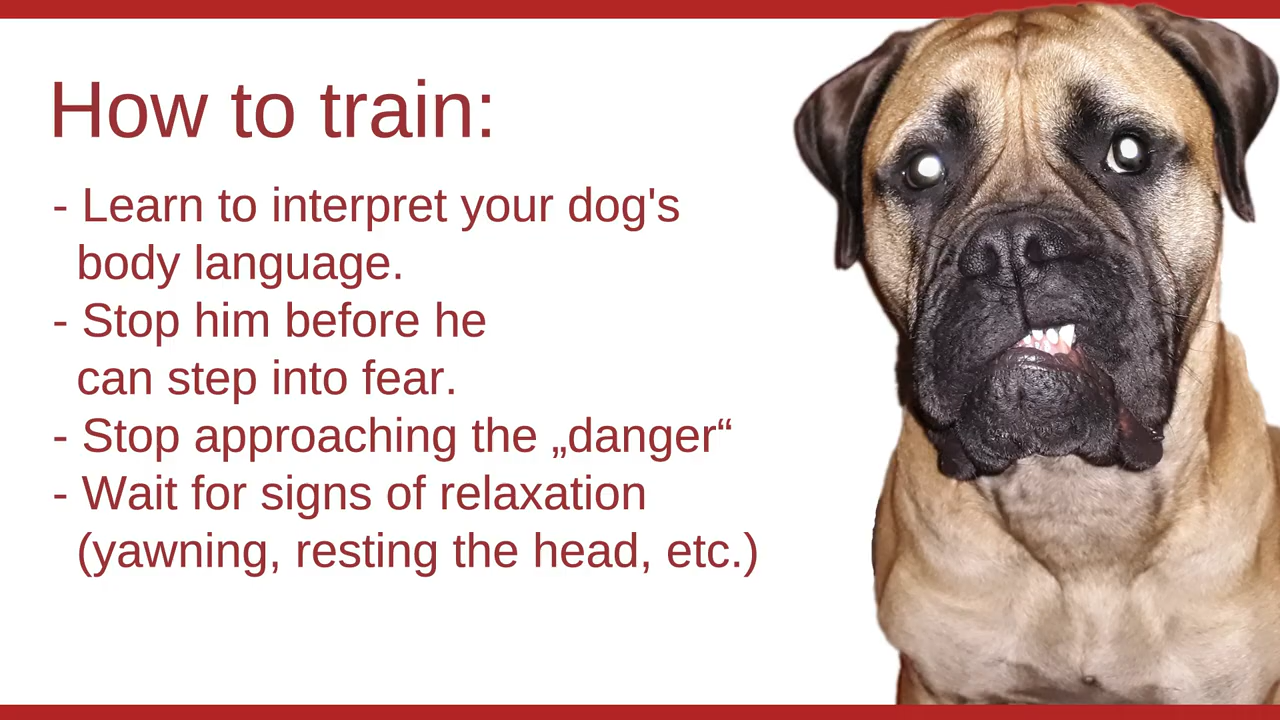 How to train:
- Learn to interpret your dog's
body language.
- Stop him before he
can step into fear.
- Stop approaching the „danger“
- Wait for signs of relaxation
(yawning, resting the head, etc.)